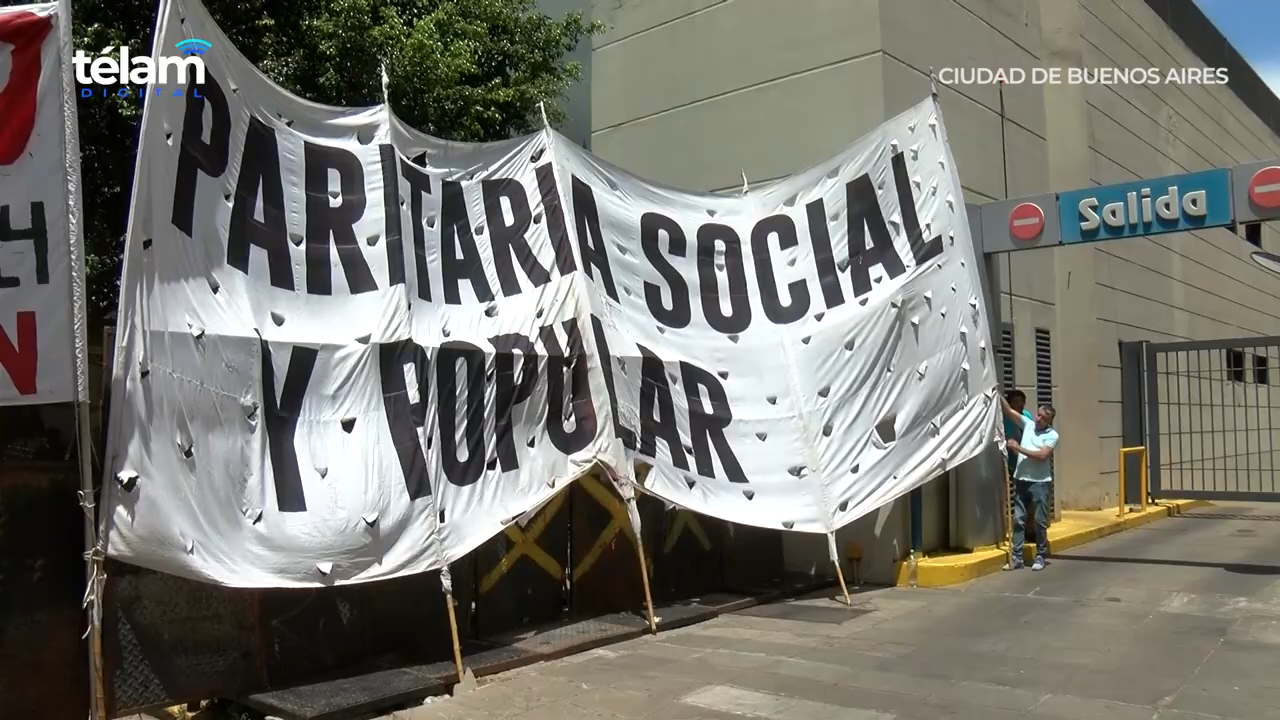 télam
DIGITAL
CIUDAD DE BUENOS AIRES
PARITARIA SOCIAL
Y POPULAR
Salida